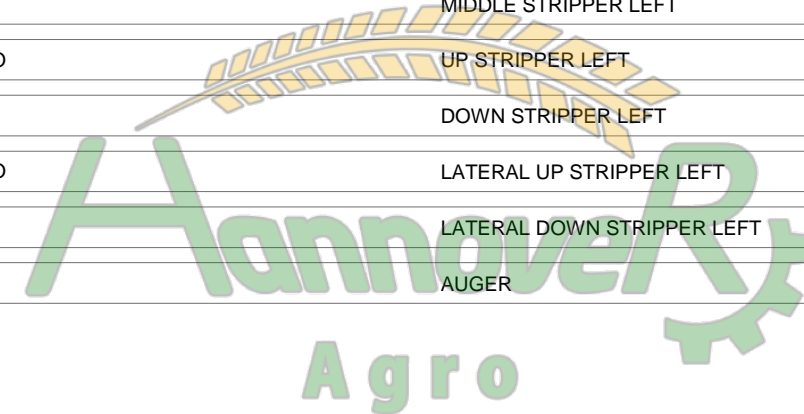 MIDDLE STRIPPER LEFT
UP STRIPPER LEFT
DOWN STRIPPER LEFT
LATERAL UP STRIPPER LEFT
LATERAL DOWN STRIPPER LEFT
AUGER
HannoveR
Agro